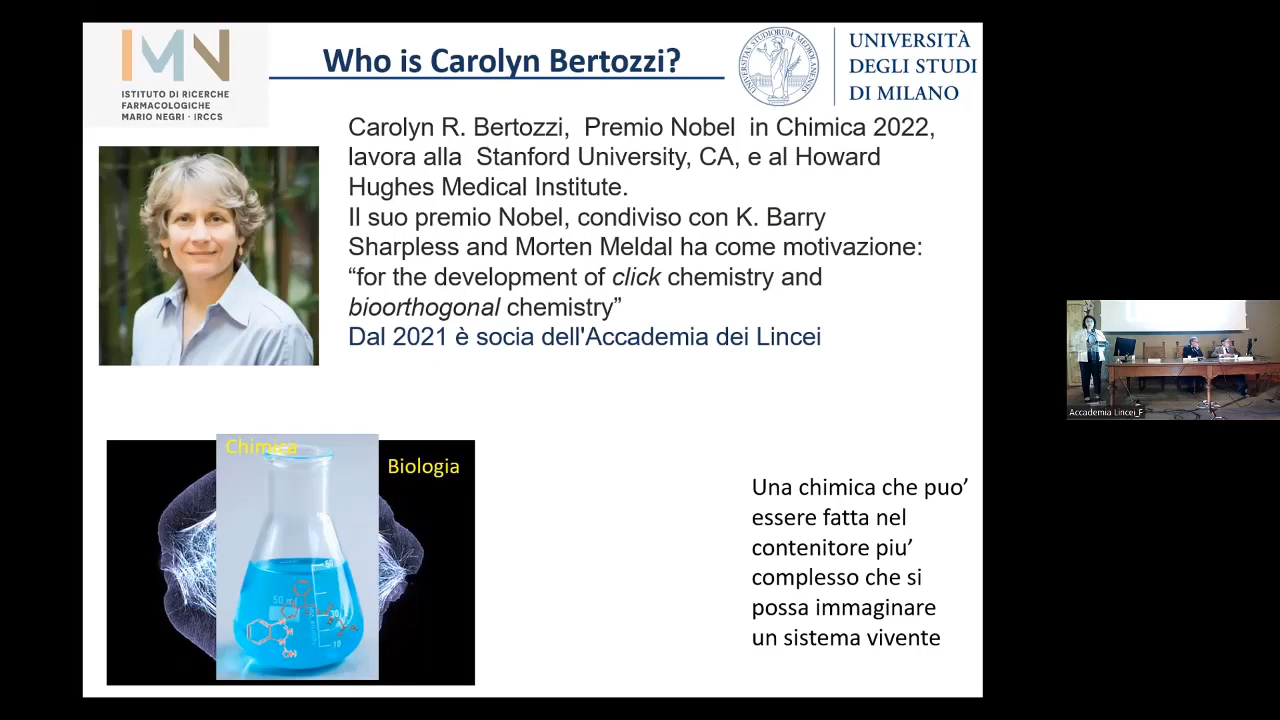 IMN
ISTITUTO DI RICERCHE
FARMACOLOGICHE
MARIO NEGRI · IRCCS
Who is Carolyn Bertozzi?
UNIVERSITÀ
DEGLI STUDI
DI MILANO
Carolyn R. Bertozzi, Premio Nobel in Chimica 2022,
lavora alla Stanford University, CA, e al Howard
Hughes Medical Institute.
Il suo premio Nobel, condiviso con K. Barry
Sharpless and Morten Meldal ha come motivazione:
“for the development of click chemistry and
bioorthogonal chemistry”
Dal 2021 è socia dell'Accademia dei Lincei
Chimica
Biologia
Una chimica che puo’
essere fatta nel
contenitore piu’
complesso che si
possa immaginare
un sistema vivente
Accademia Lincei_F